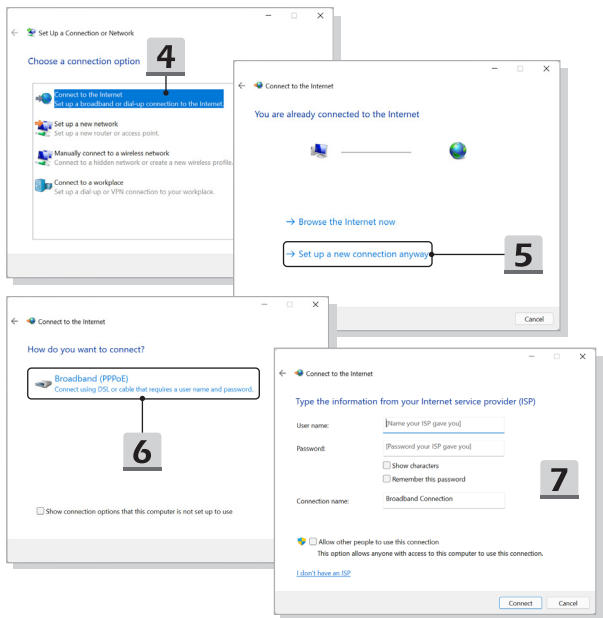 Set Up a Connection or Network
Choose a connection option
4
Connect to the Internet
Set up a broadband or dial-up connection to the Internet.
Set up a new network
Set up a new router or access point.
Manually connect to a wireless network
Connect to a hidden network or create a new wireless profile.
Connect to a workplace
Set up a dial-up or VPN connection to your workplace.
Connect to the Internet
You are already connected to the Internet
→ Browse the Internet now
→ Set up a new connection anyway
5
Cancel
Connect to the Internet
How do you want to connect?
Broadband (PPPoE)
Connect using DSL or cable that requires a user name and password.
6
Show connection options that this computer is not set up to use
Connect to the Internet
Type the information from your Internet service provider (ISP)
User name: [Name your ISP gave you]
Password: [Password your ISP gave you]
Show characters
Remember this password
7
Connection name: Broadband Connection
Allow other people to use this connection
This option allows anyone with access to this computer to use this connection.
I don't have an ISP
Connect Cancel